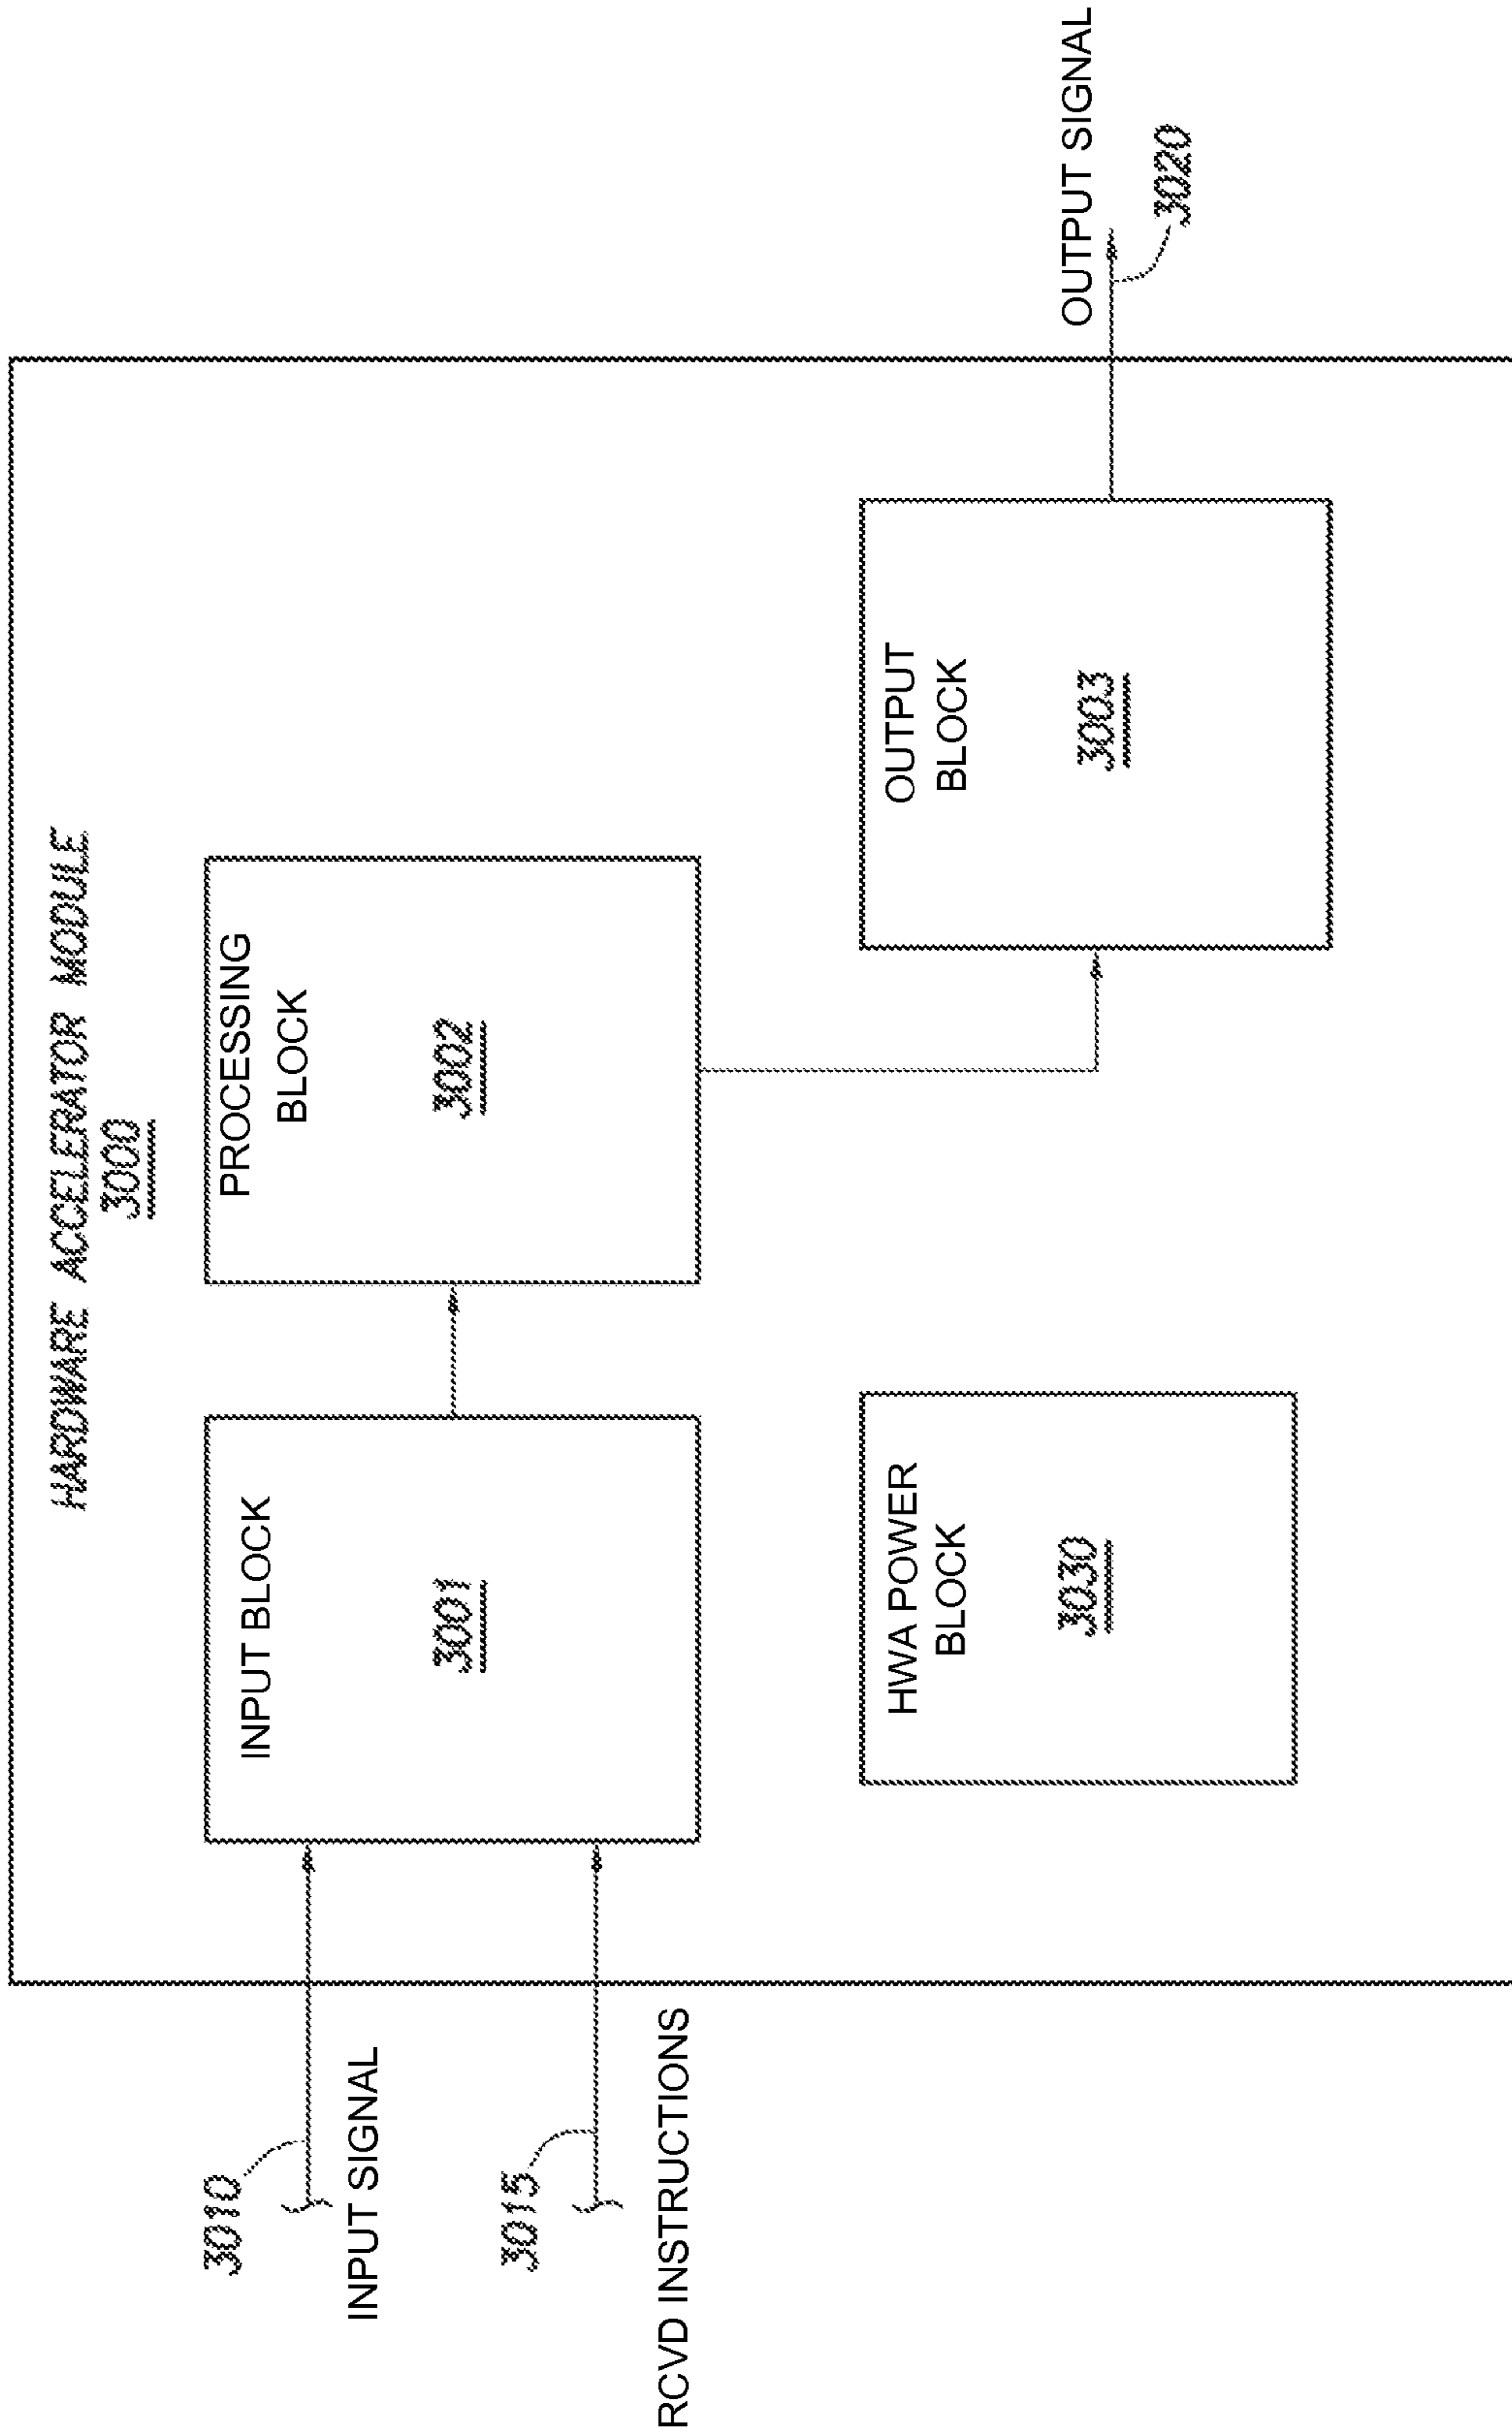 HARDWARE ACCELERATOR MODULE
3000
3010
INPUT SIGNAL
3015
RCVD INSTRUCTIONS
INPUT BLOCK
3001
PROCESSING
BLOCK
3002
HWA POWER
BLOCK
3030
OUTPUT
BLOCK
3003
OUTPUT SIGNAL
3020